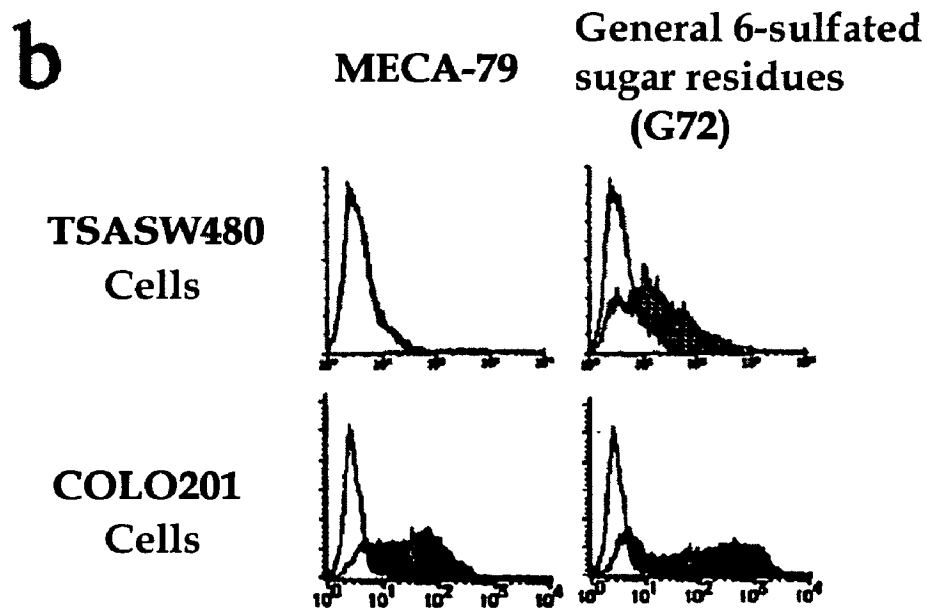 b
MECA-79
General 6-sulfated
sugar residues
(G72)
TSASW480
Cells
COLO201
Cells
10⁰ 10¹ 10² 10³ 10⁴
10⁰ 10¹ 10² 10³ 10⁴